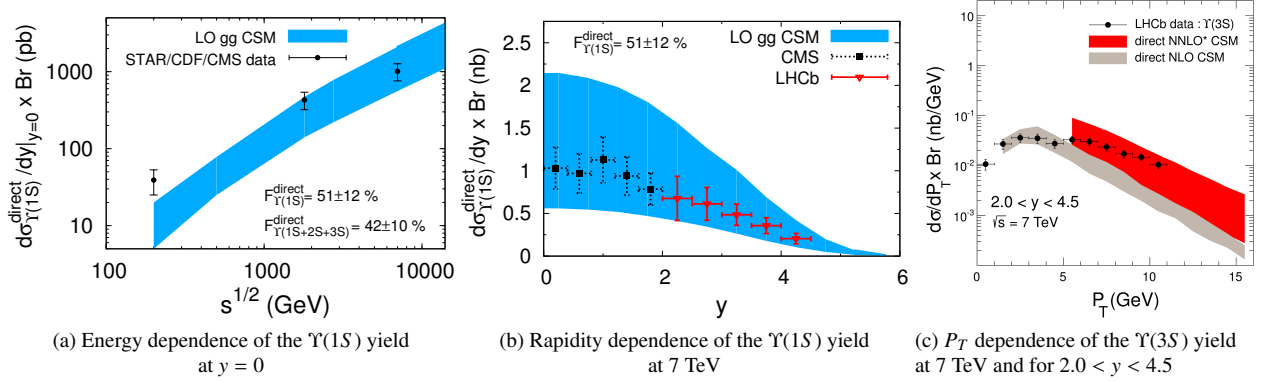 dσ^direct_ϒ(1S)/dy|y=0 x Br (pb)
1000
100
10
LO gg CSM
STAR/CDF/CMS data
F^direct_ϒ(1S) = 51±12 %
F^direct_ϒ(1S+2S+3S) = 42±10 %
100
1000
10000
s^1/2 (GeV)
(a) Energy dependence of the ϒ(1S) yield
at y = 0
dσ^direct_ϒ(1S)/dy x Br (nb)
2.5
2
1.5
1
0.5
0
F^direct_ϒ(1S) = 51±12 %
LO gg CSM
CMS
LHCb
0
2
4
6
y
(b) Rapidity dependence of the ϒ(1S) yield
at 7 TeV
dσ/dP_T x Br (nb/GeV)
10
1
10^-1
10^-2
10^-3
LHCb data : ϒ(3S)
direct NNLO* CSM
direct NLO CSM
2.0 < y < 4.5
√s = 7 TeV
0
5
10
15
P_T (GeV)
(c) P_T dependence of the ϒ(3S) yield
at 7 TeV and for 2.0 < y < 4.5